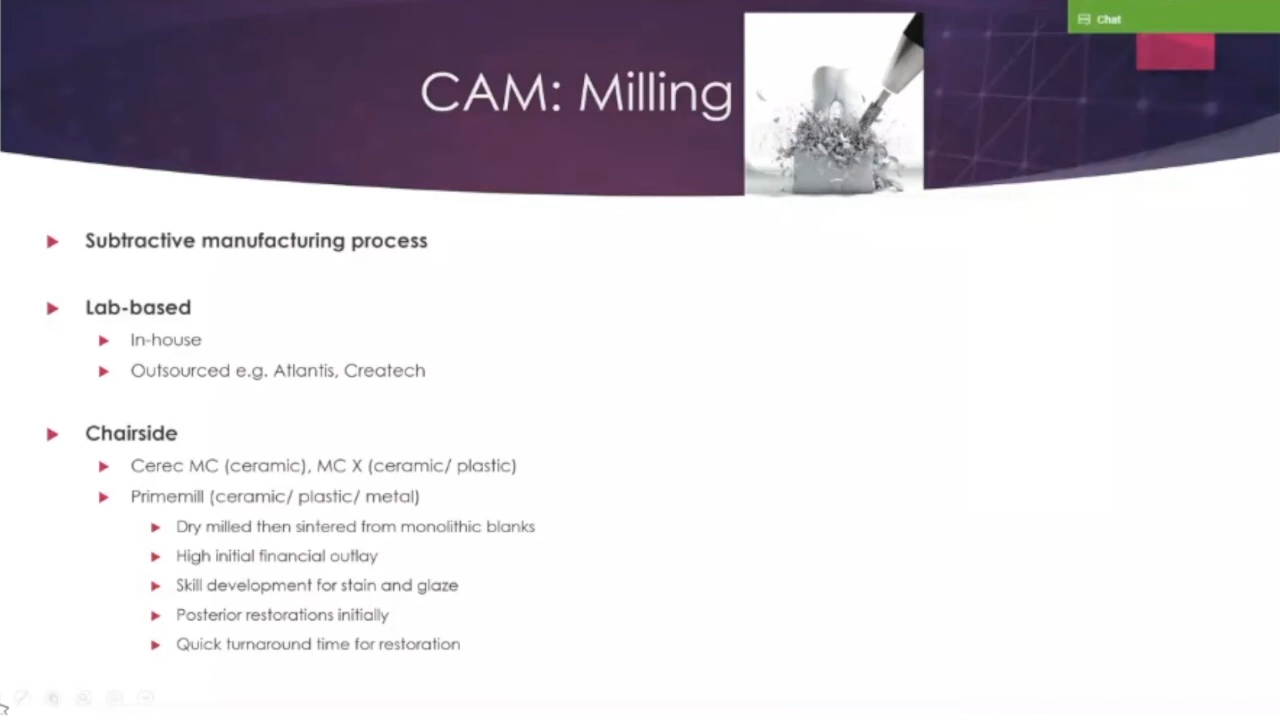 Chat
CAM: Milling
Subtractive manufacturing process
Lab-based
In-house
Outsourced e.g. Atlantis, Createch
Chairside
Cerec MC (ceramic), MC X (ceramic/ plastic)
Primemill (ceramic/ plastic/ metal)
Dry milled then sintered from monolithic blanks
High initial financial outlay
Skill development for stain and glaze
Posterior restorations initially
Quick turnaround time for restoration